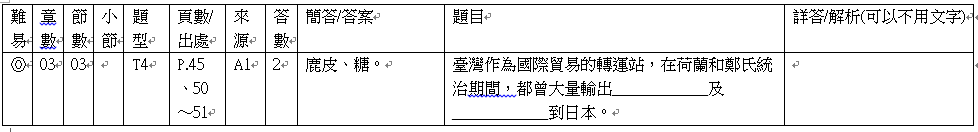 難易 章數 節數 小節 題型 頁數/出處 來源 答數 簡答/答案 題目 詳答/解析(可以不用文字)
◎ 03 03 T4 P.45、50～51 A1 2 鹿皮、糖。 臺灣作為國際貿易的轉運站，在荷蘭和鄭氏統
治期間，都曾大量輸出____________及
____________到日本。